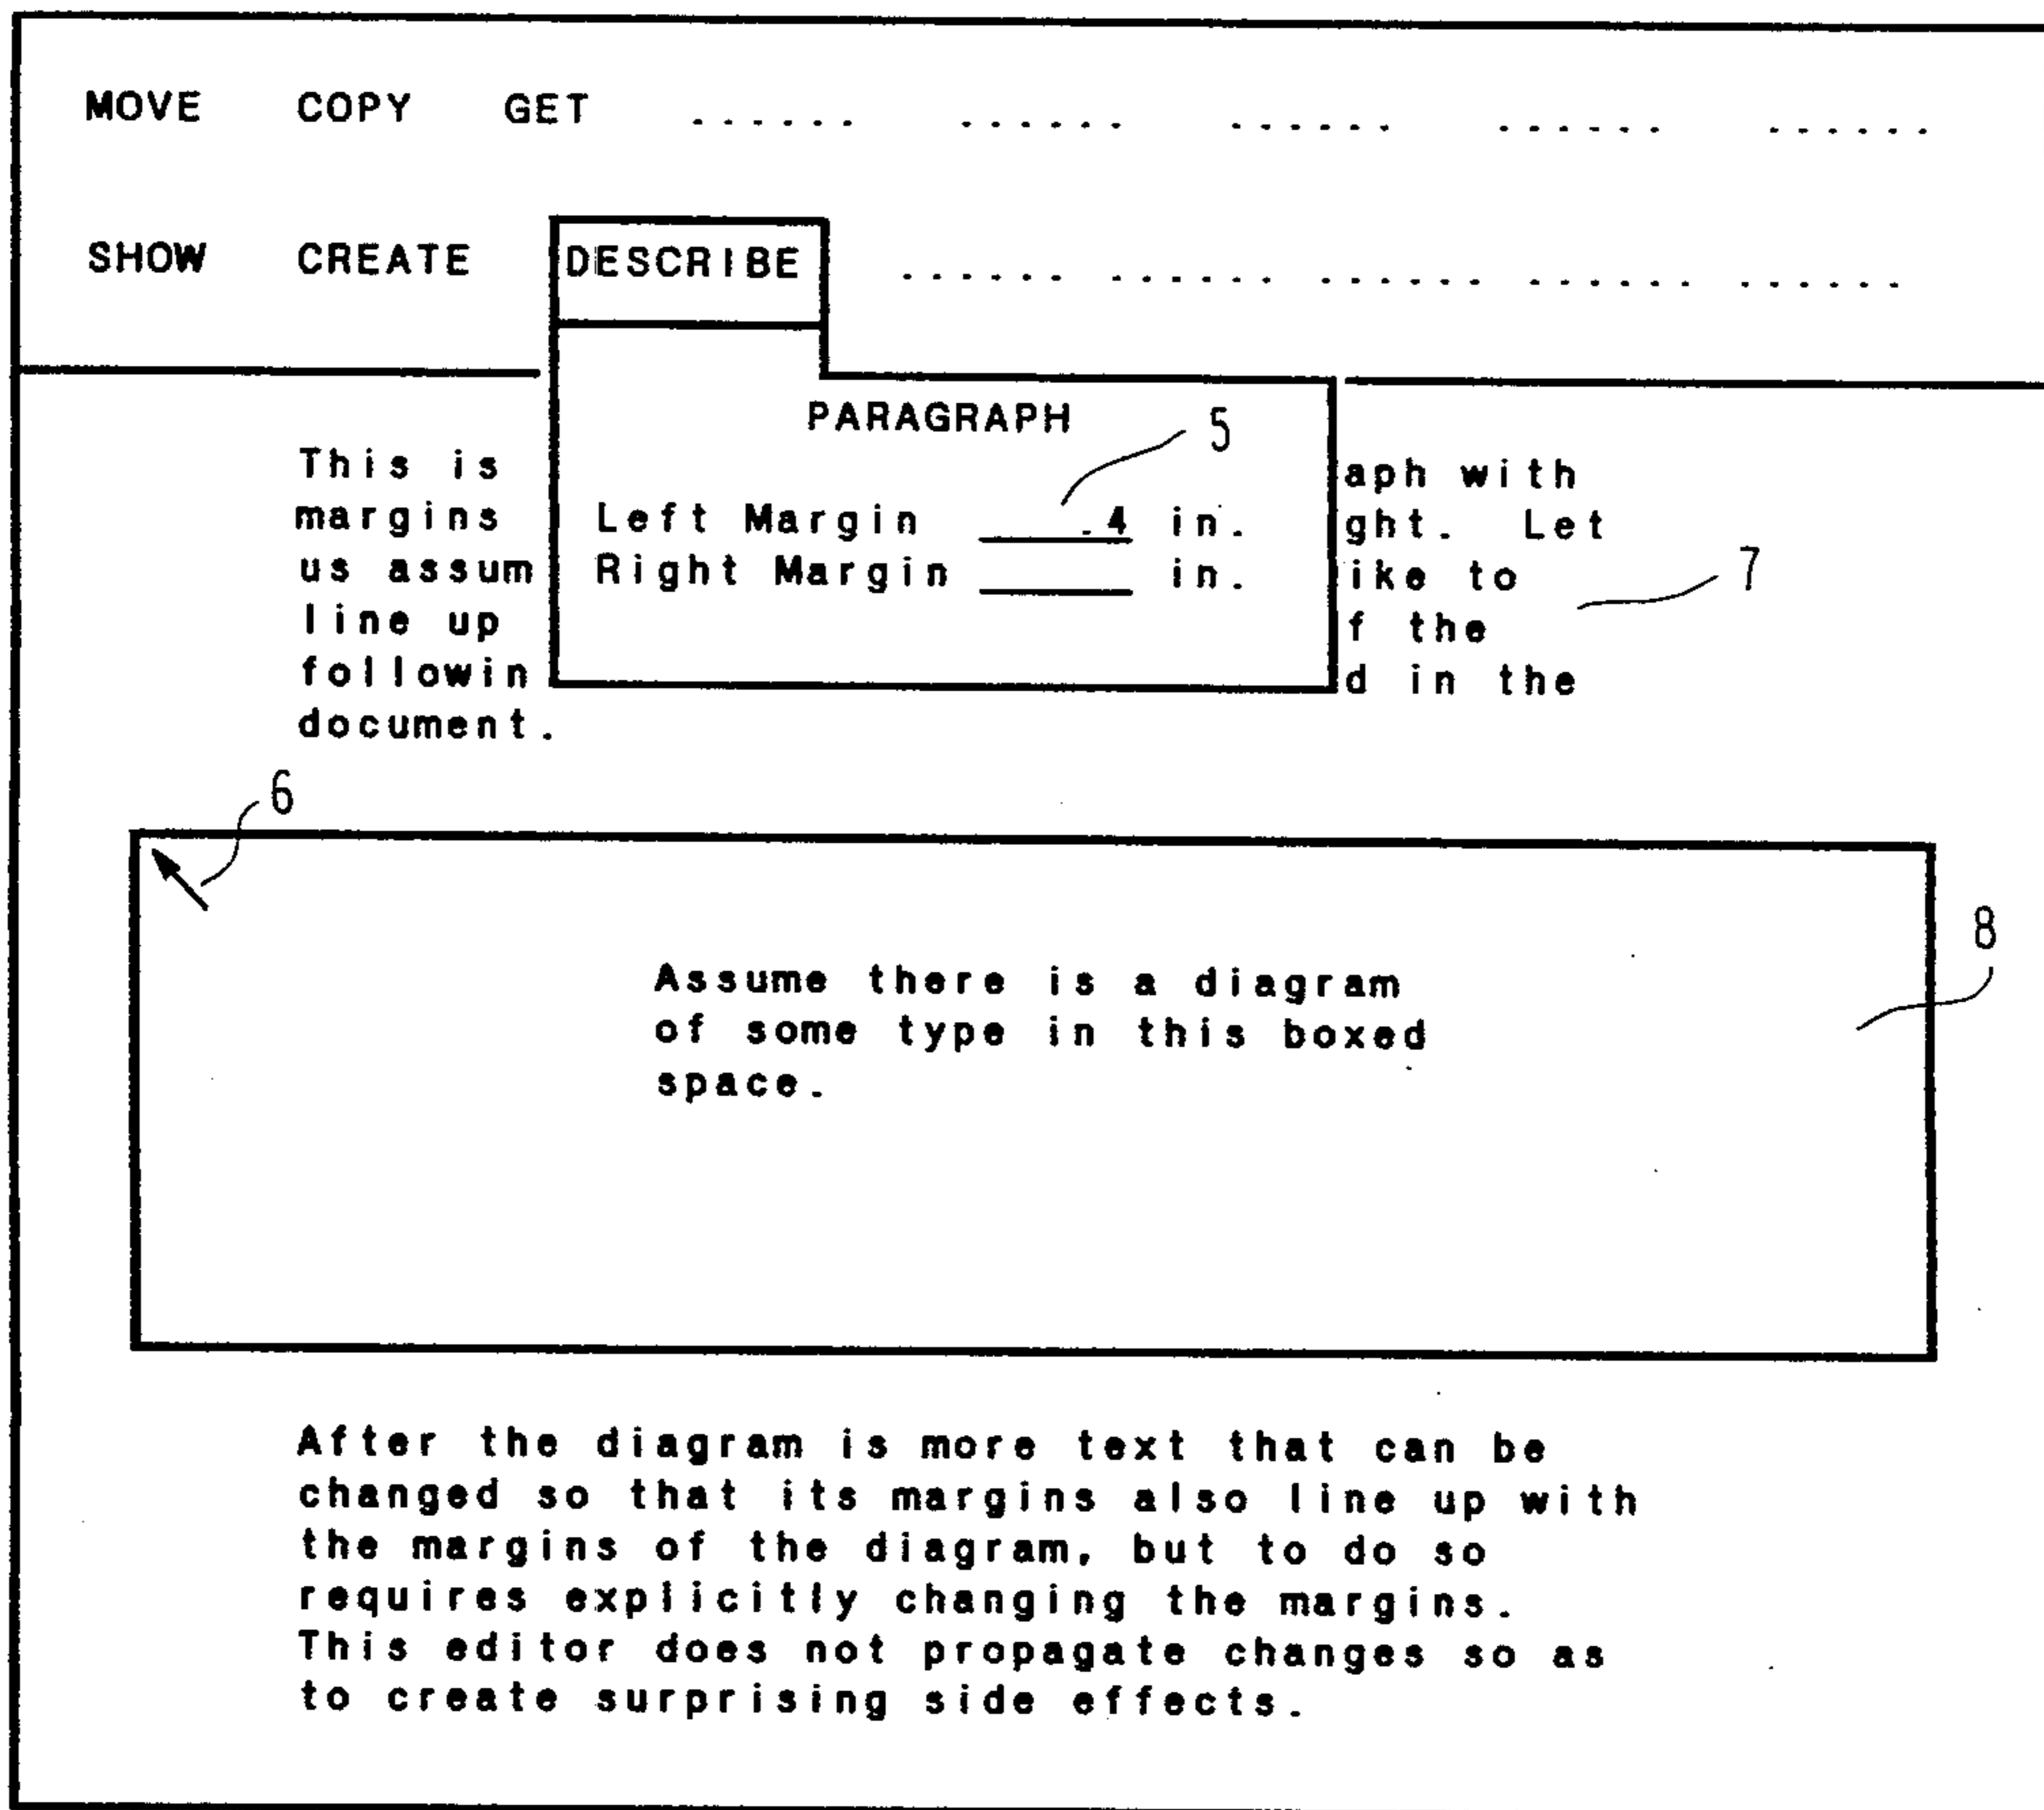 MOVE COPY GET ...... ...... ...... ...... ......
SHOW CREATE DESCRIBE ...... ...... ...... ...... ......
PARAGRAPH 5
This is aph with
margins Left Margin .4 in. ght. Let
us assum Right Margin in. ike to 7
line up f the
followin d in the
document.
6
8
Assume there is a diagram
of some type in this boxed
space.
After the diagram is more text that can be
changed so that its margins also line up with
the margins of the diagram, but to do so
requires explicitly changing the margins.
This editor does not propagate changes so as
to create surprising side effects.